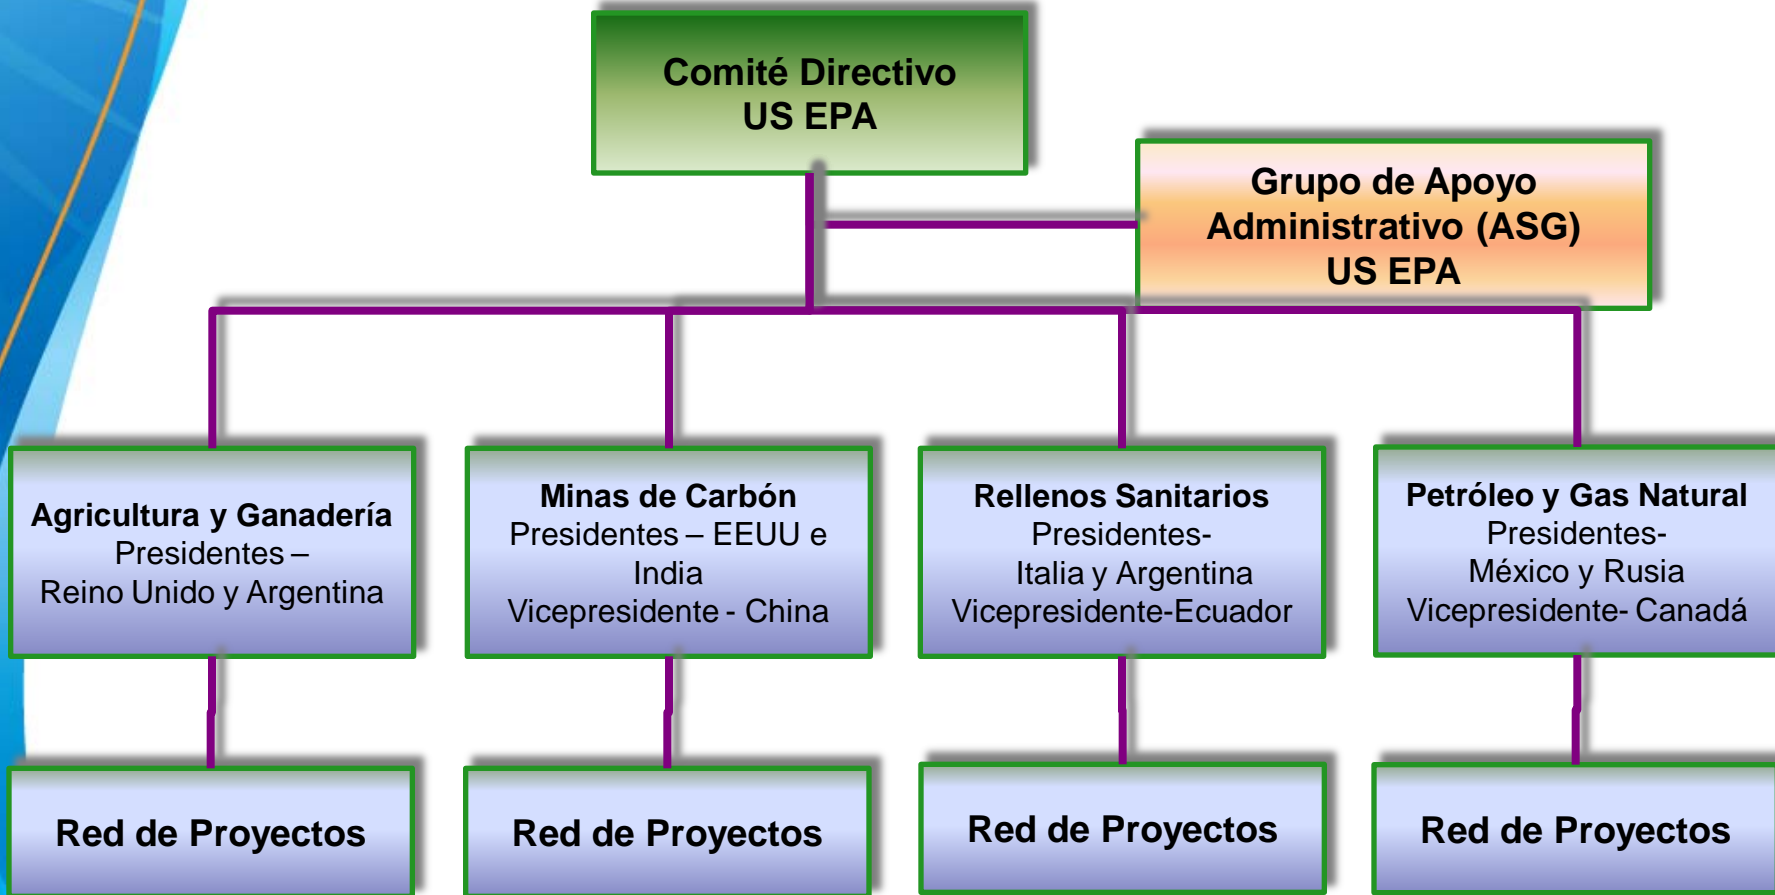 Comité Directivo
US EPA
Grupo de Apoyo
Administrativo (ASG)
US EPA
Agricultura y Ganadería
Presidentes –
Reino Unido y Argentina
Minas de Carbón
Presidentes – EEUU e
India
Vicepresidente - China
Rellenos Sanitarios
Presidentes-
Italia y Argentina
Vicepresidente-Ecuador
Petróleo y Gas Natural
Presidentes-
México y Rusia
Vicepresidente- Canadá
Red de Proyectos
Red de Proyectos
Red de Proyectos
Red de Proyectos